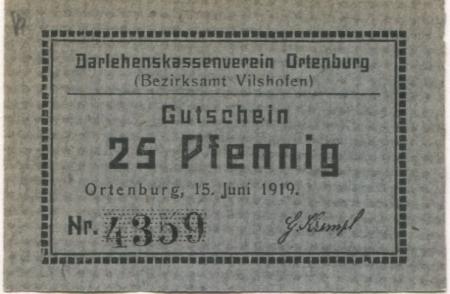 Darlehenskassenverein Ortenburg
(Bezirksamt Vilshofen)
Gutschein
25 Pfennig
Ortenburg, 15. Juni 1919.
Nr. 4359